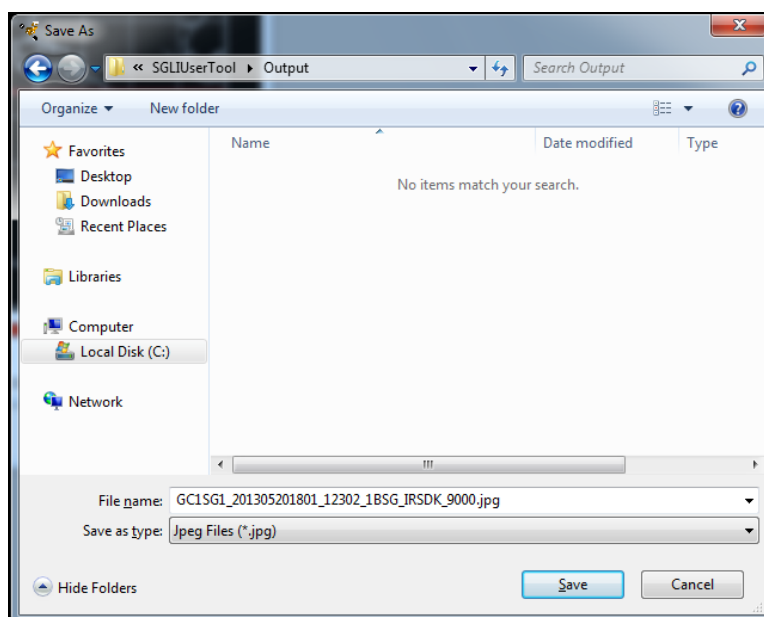 Save As
« SGLIUserTool ▸ Output
Search Output
Organize
New folder
Name
Date modified
Type
No items match your search.
Favorites
Desktop
Downloads
Recent Places
Libraries
Computer
Local Disk (C:)
Network
File name: GC1SG1_201305201801_12302_1BSG_IRSDK_9000.jpg
Save as type: Jpeg Files (*.jpg)
Hide Folders
Save
Cancel